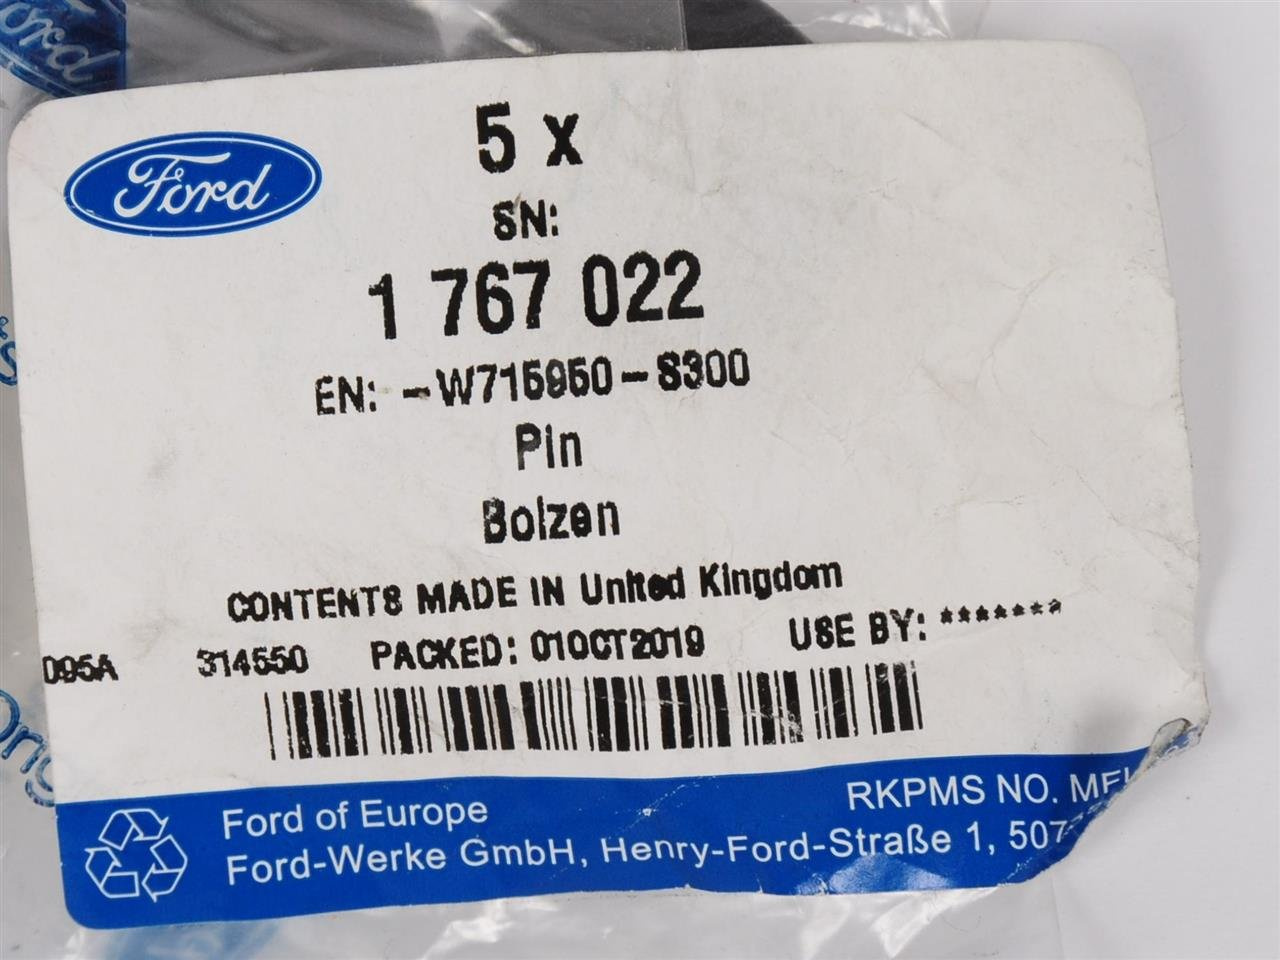 Ford
Ford
5 x
SN:
1 767 022
EN: -W715950-S300
Pin
Bolzen
CONTENTS MADE IN United Kingdom
095A 314550 PACKED: 01OCT2019 USE BY: *******
Ford of Europe
RKPMS NO.
Ford-Werke GmbH, Henry-Ford-Straße 1,